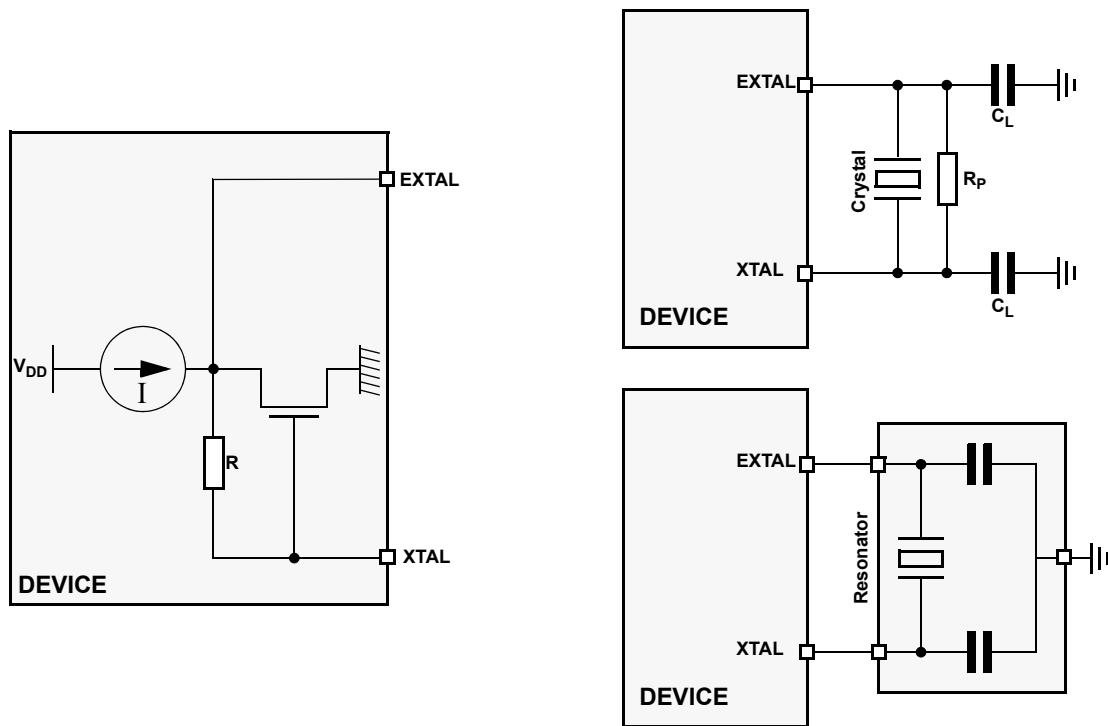 EXTAL
V_DD
I
R
XTAL
DEVICE
EXTAL
C_L
Crystal
R_P
XTAL
C_L
DEVICE
EXTAL
Resonator
XTAL
DEVICE